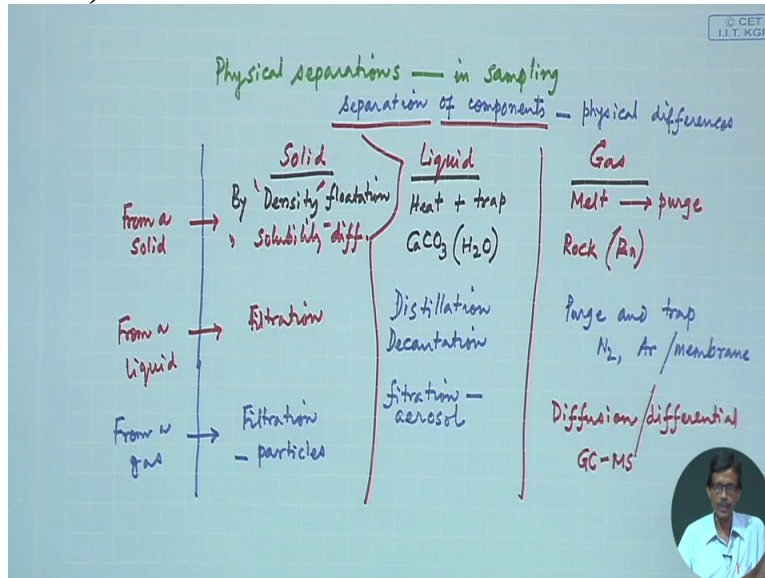 )
© CET
I.I.T. KGP
Physical separations — in sampling
Separation of components – physical differences
Solid
Liquid
Gas
From a solid → By "Density" floatation
, solubility – diff.
Heat + trap
CaCO3 (H2O)
Melt → purge
Rock (Rn)
From a liquid → Filtration
Distillation
Decantation
Purge and trap
N2, Ar / membrane
From a gas → Filtration
– particles
fitration –
aerosol
Diffusion / differential
GC – MS